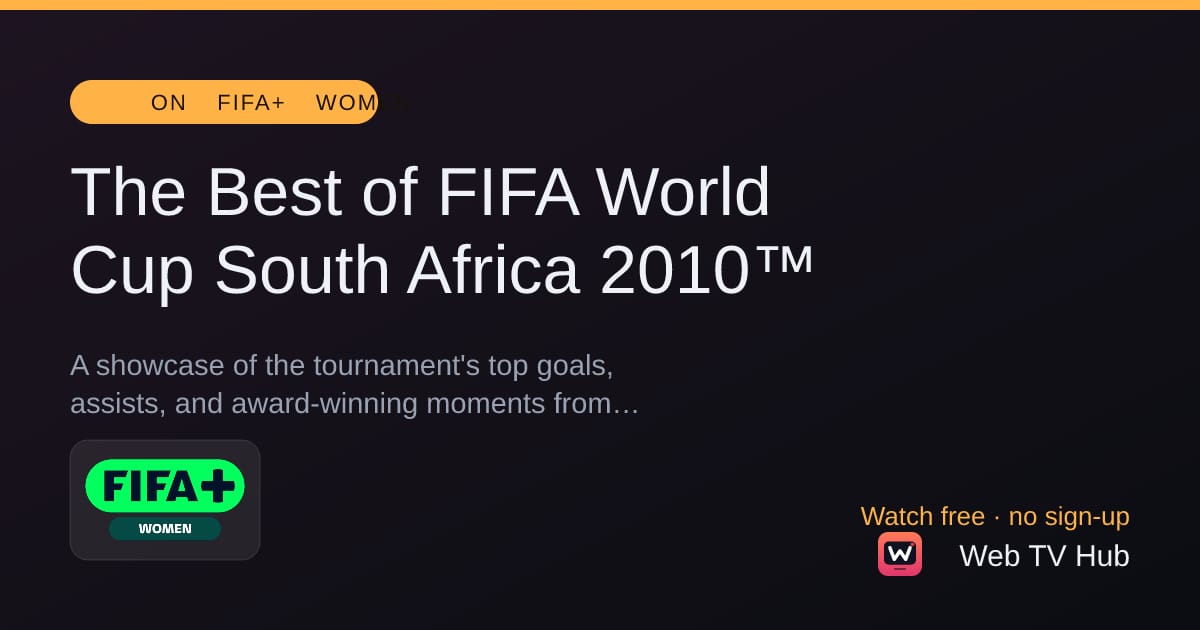 ON FIFA+ WOMEN
The Best of FIFA World
Cup South Africa 2010™
A showcase of the tournament's top goals,
assists, and award-winning moments from…
FIFA+
WOMEN
Watch free · no sign-up
W
Web TV Hub